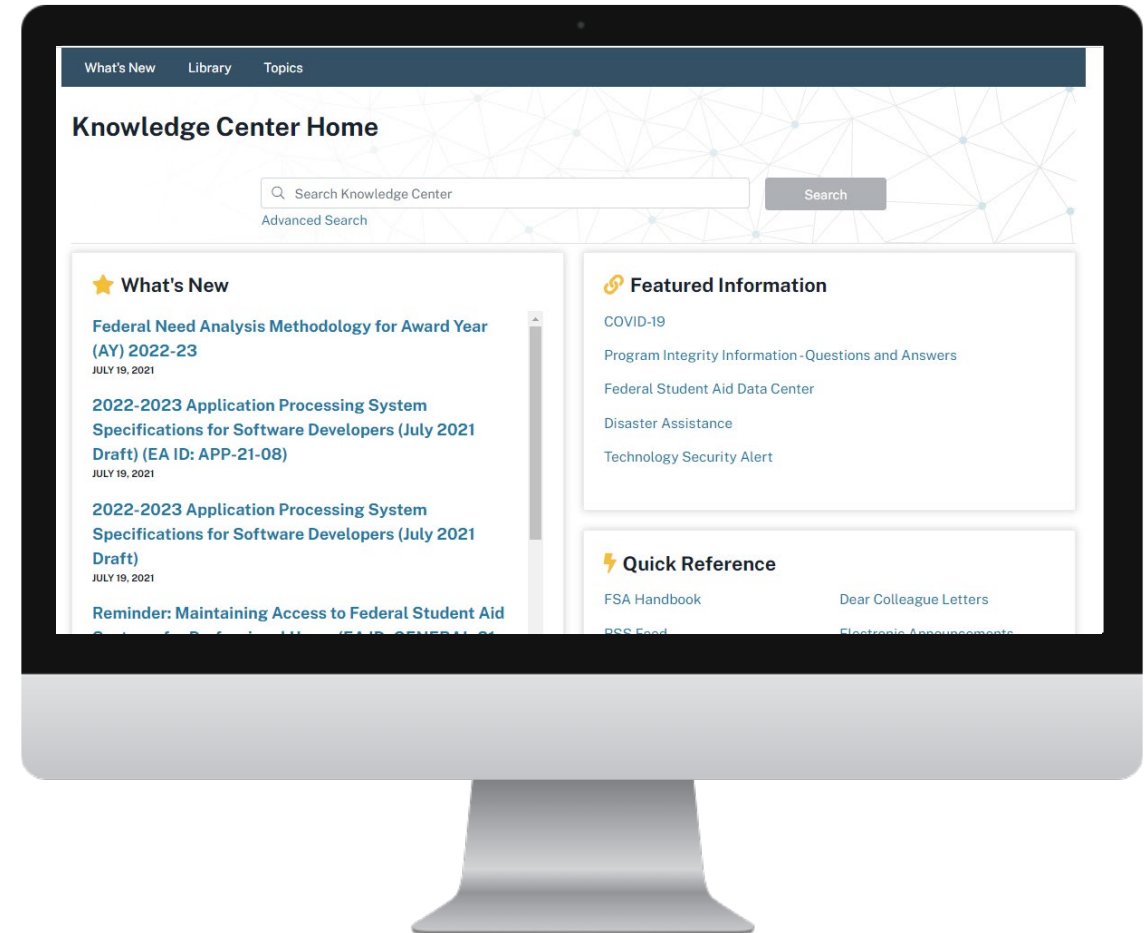 What's New Library Topics
Knowledge Center Home
Search Knowledge Center Search
Advanced Search
What's New
Federal Need Analysis Methodology for Award Year
(AY) 2022-23
JULY 19, 2021
2022-2023 Application Processing System
Specifications for Software Developers (July 2021
Draft) (EA ID: APP-21-08)
JULY 19, 2021
2022-2023 Application Processing System
Specifications for Software Developers (July 2021
Draft)
JULY 19, 2021
Reminder: Maintaining Access to Federal Student Aid
Featured Information
COVID-19
Program Integrity Information - Questions and Answers
Federal Student Aid Data Center
Disaster Assistance
Technology Security Alert
Quick Reference
FSA Handbook Dear Colleague Letters
RSS Feed Electronic Announcements